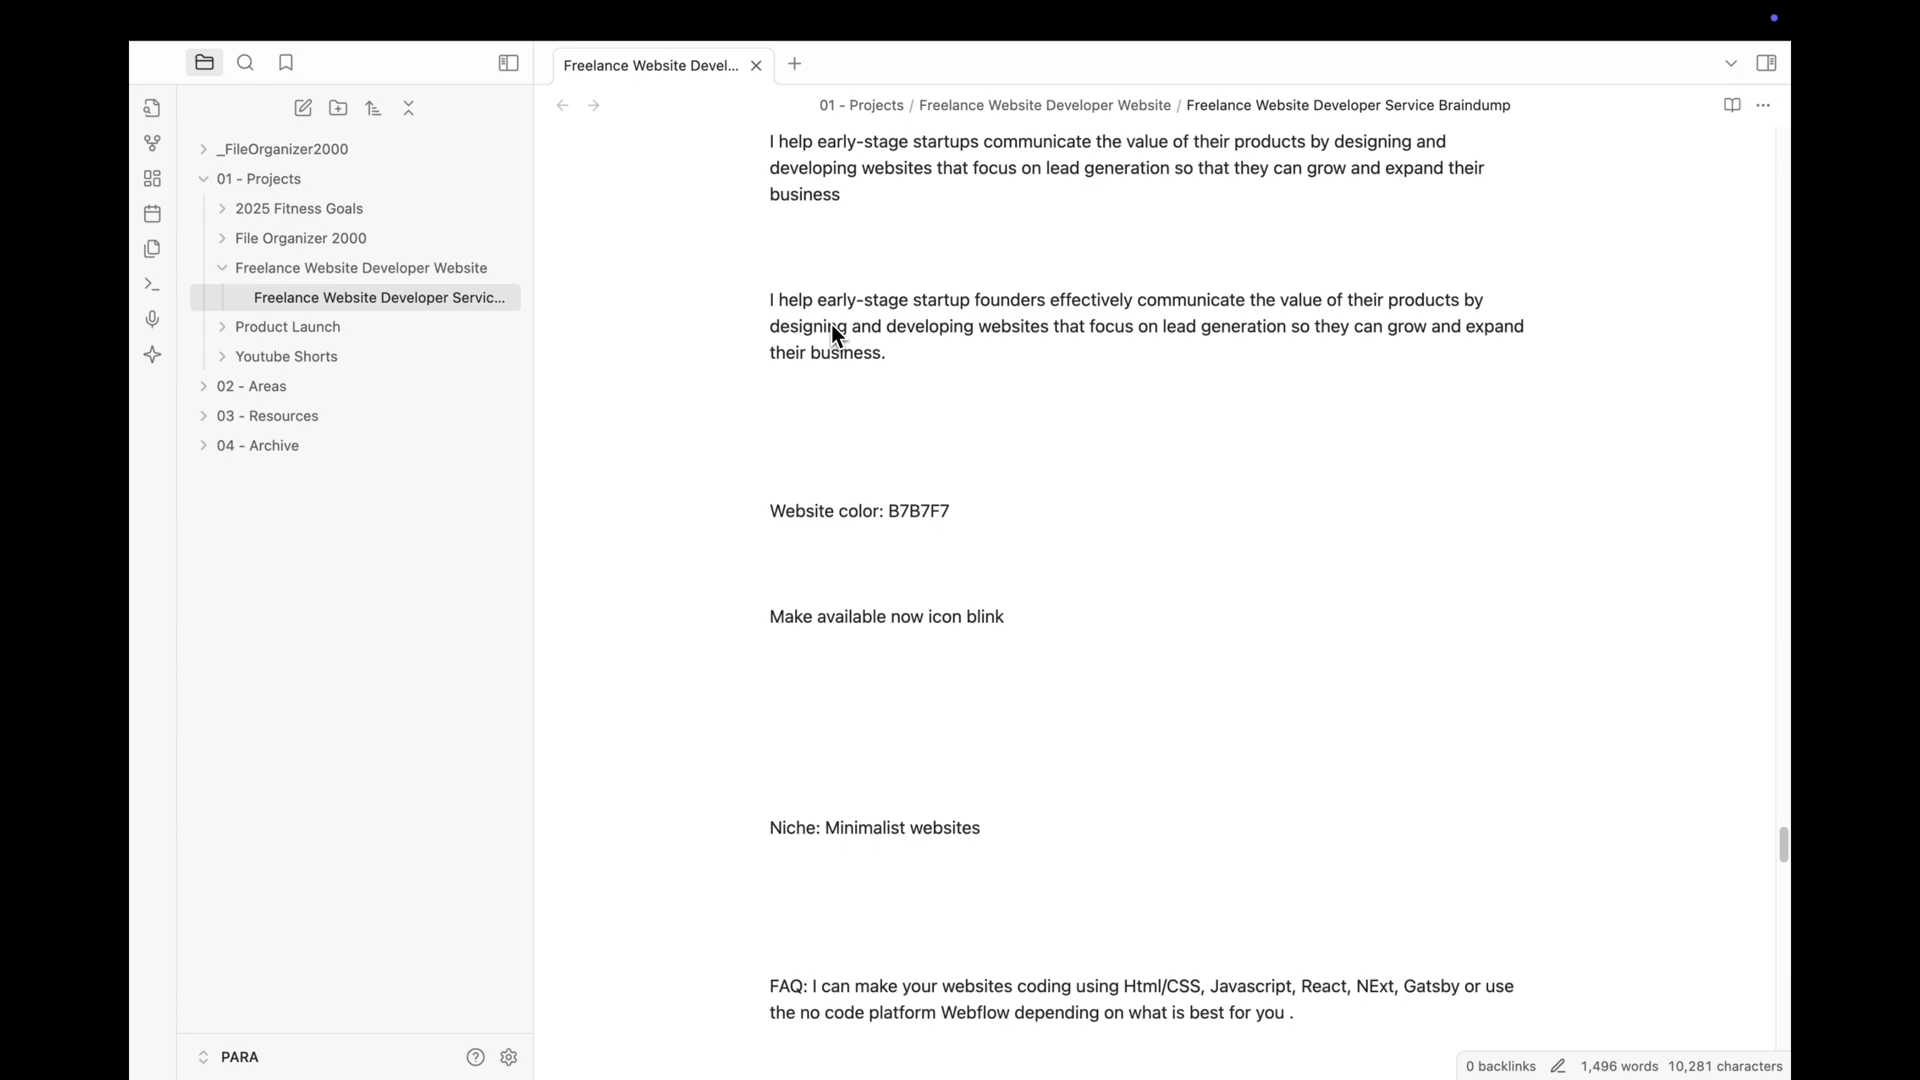 Freelance Website Devel...
01 - Projects / Freelance Website Developer Website / Freelance Website Developer Service Braindump
_FileOrganizer2000
01 - Projects
2025 Fitness Goals
File Organizer 2000
Freelance Website Developer Website
Freelance Website Developer Servic...
Product Launch
Youtube Shorts
02 - Areas
03 - Resources
04 - Archive
PARA
I help early-stage startups communicate the value of their products by designing and
developing websites that focus on lead generation so that they can grow and expand their
business
I help early-stage startup founders effectively communicate the value of their products by
designing and developing websites that focus on lead generation so they can grow and expand
their business.
Website color: B7B7F7
Make available now icon blink
Niche: Minimalist websites
FAQ: I can make your websites coding using Html/CSS, Javascript, React, NExt, Gatsby or use
the no code platform Webflow depending on what is best for you .
0 backlinks 1,496 words 10,281 characters